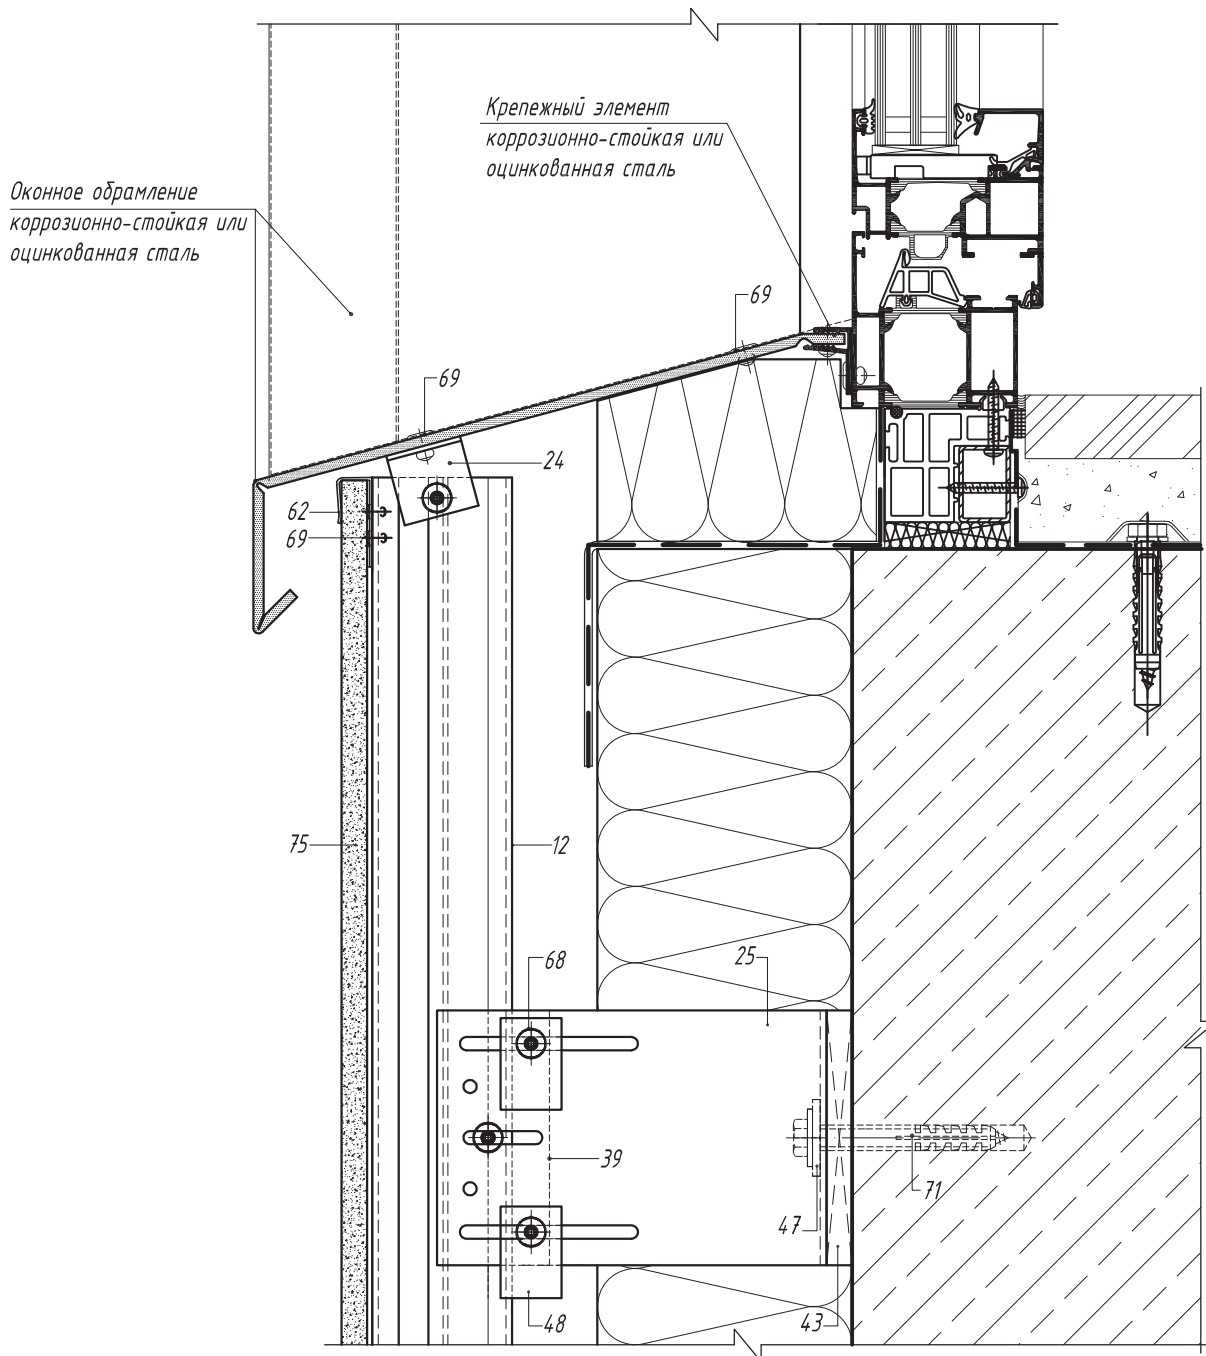 Крепежный элемент
коррозионно-стойкая или
оцинкованная сталь
Оконное обрамление
коррозионно-стойкая или
оцинкованная сталь
69
69
24
62
69
75
12
68
25
39
71
47
48
43